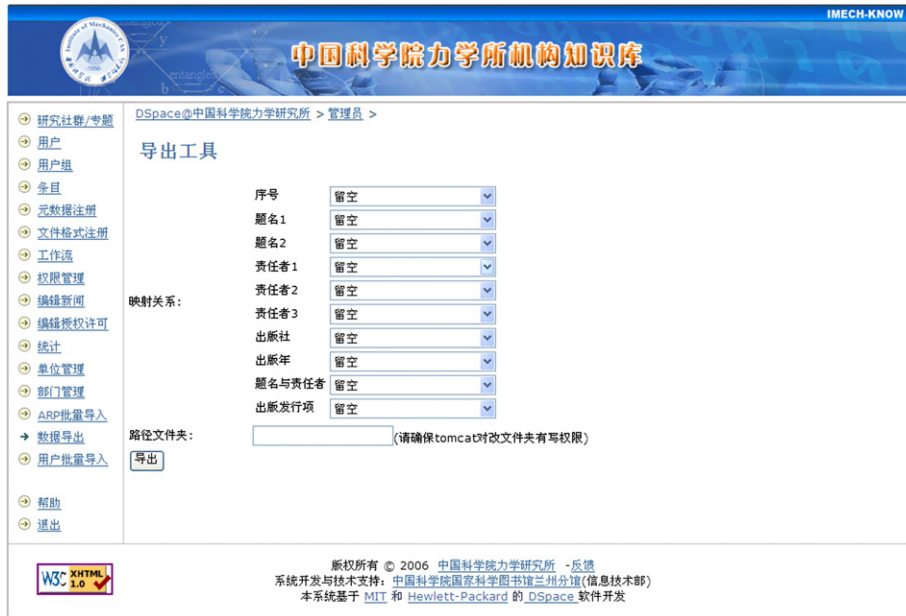 IMECH-KNOW
中国科学院力学所机构知识库
entangled
DSpace@中国科学院力学研究所 > 管理员 >
研究社群/专题
用户
用户组
条目
元数据注册
文件格式注册
工作流
权限管理
编辑新闻
编辑授权许可
统计
单位管理
部门管理
ARP批量导入
数据导出
用户批量导入
帮助
退出
导出工具
映射关系:
序号 留空
题名1 留空
题名2 留空
责任者1 留空
责任者2 留空
责任者3 留空
出版社 留空
出版年 留空
题名与责任者 留空
出版发行项 留空
路径文件夹: (请确保tomcat对改文件夹有写权限)
导出
W3C XHTML 1.0
版权所有 © 2006 中国科学院力学研究所 -反馈
系统开发与技术支持: 中国科学院国家科学图书馆兰州分馆(信息技术部)
本系统基于 MIT 和 Hewlett-Packard 的 DSpace 软件开发